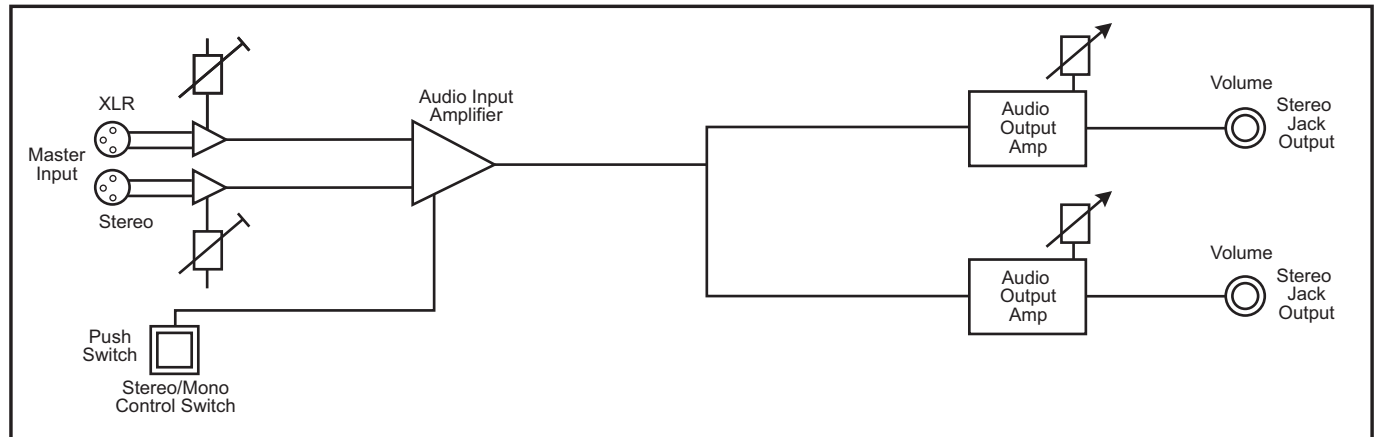 XLR
Master
Input
Stereo
Push
Switch
Stereo/Mono
Control Switch
Audio Input
Amplifier
Audio
Output
Amp
Volume
Stereo
Jack
Output
Audio
Output
Amp
Volume
Stereo
Jack
Output